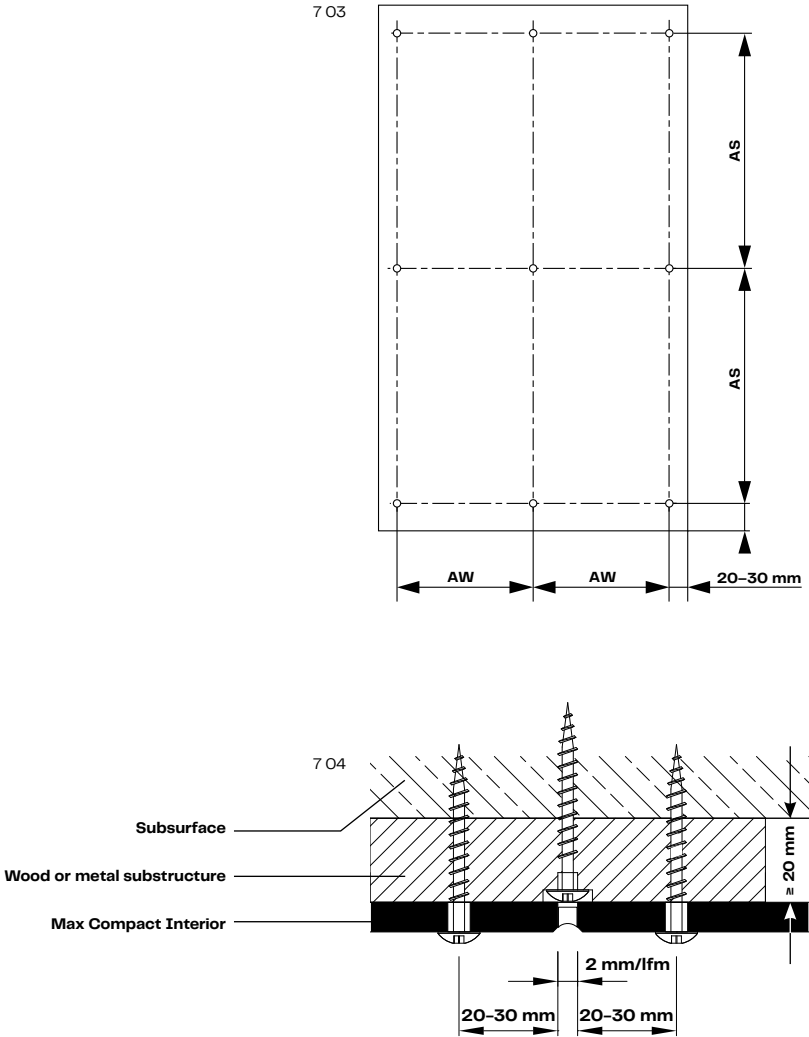 7 03
AS
AS
AW
AW
20–30 mm
7 04
Subsurface
Wood or metal substructure
Max Compact Interior
≥ 20 mm
2 mm/lfm
20–30 mm
20–30 mm